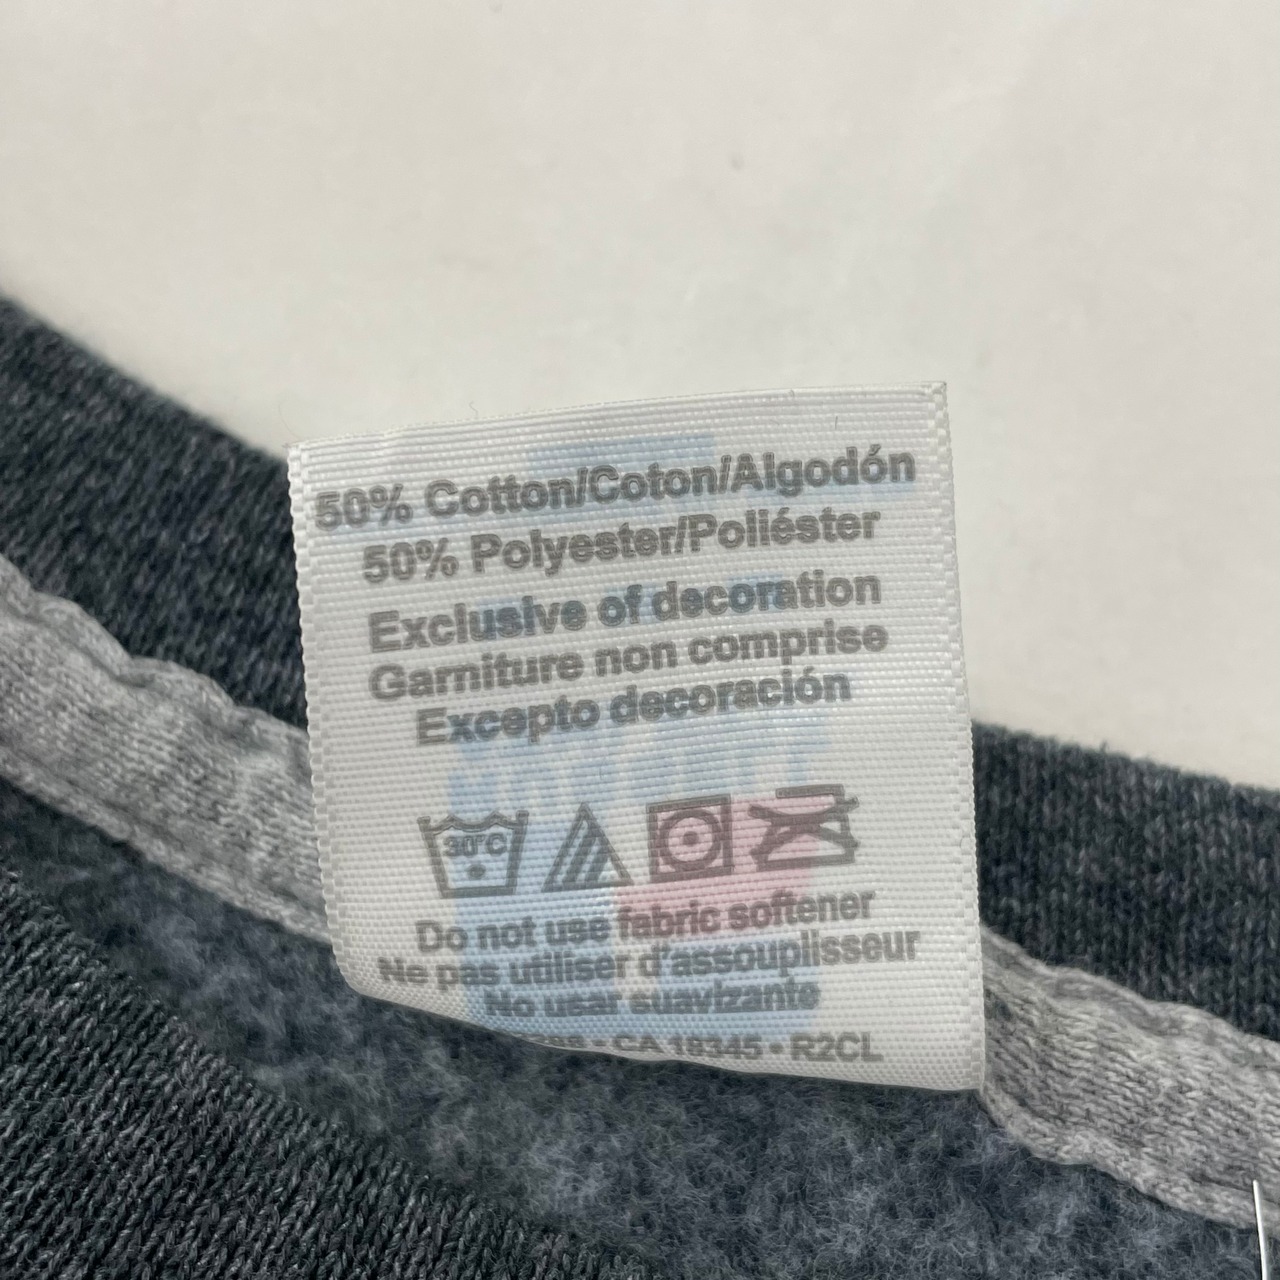 50% Cotton/Coton/Algodón
50% Polyester/Poliéster
Exclusive of decoration
Garniture non comprise
Excepto decoración
30°C
Do not use fabric softener
Ne pas utiliser d'assouplisseur
No usar suavizante
CA 18345 • R2CL